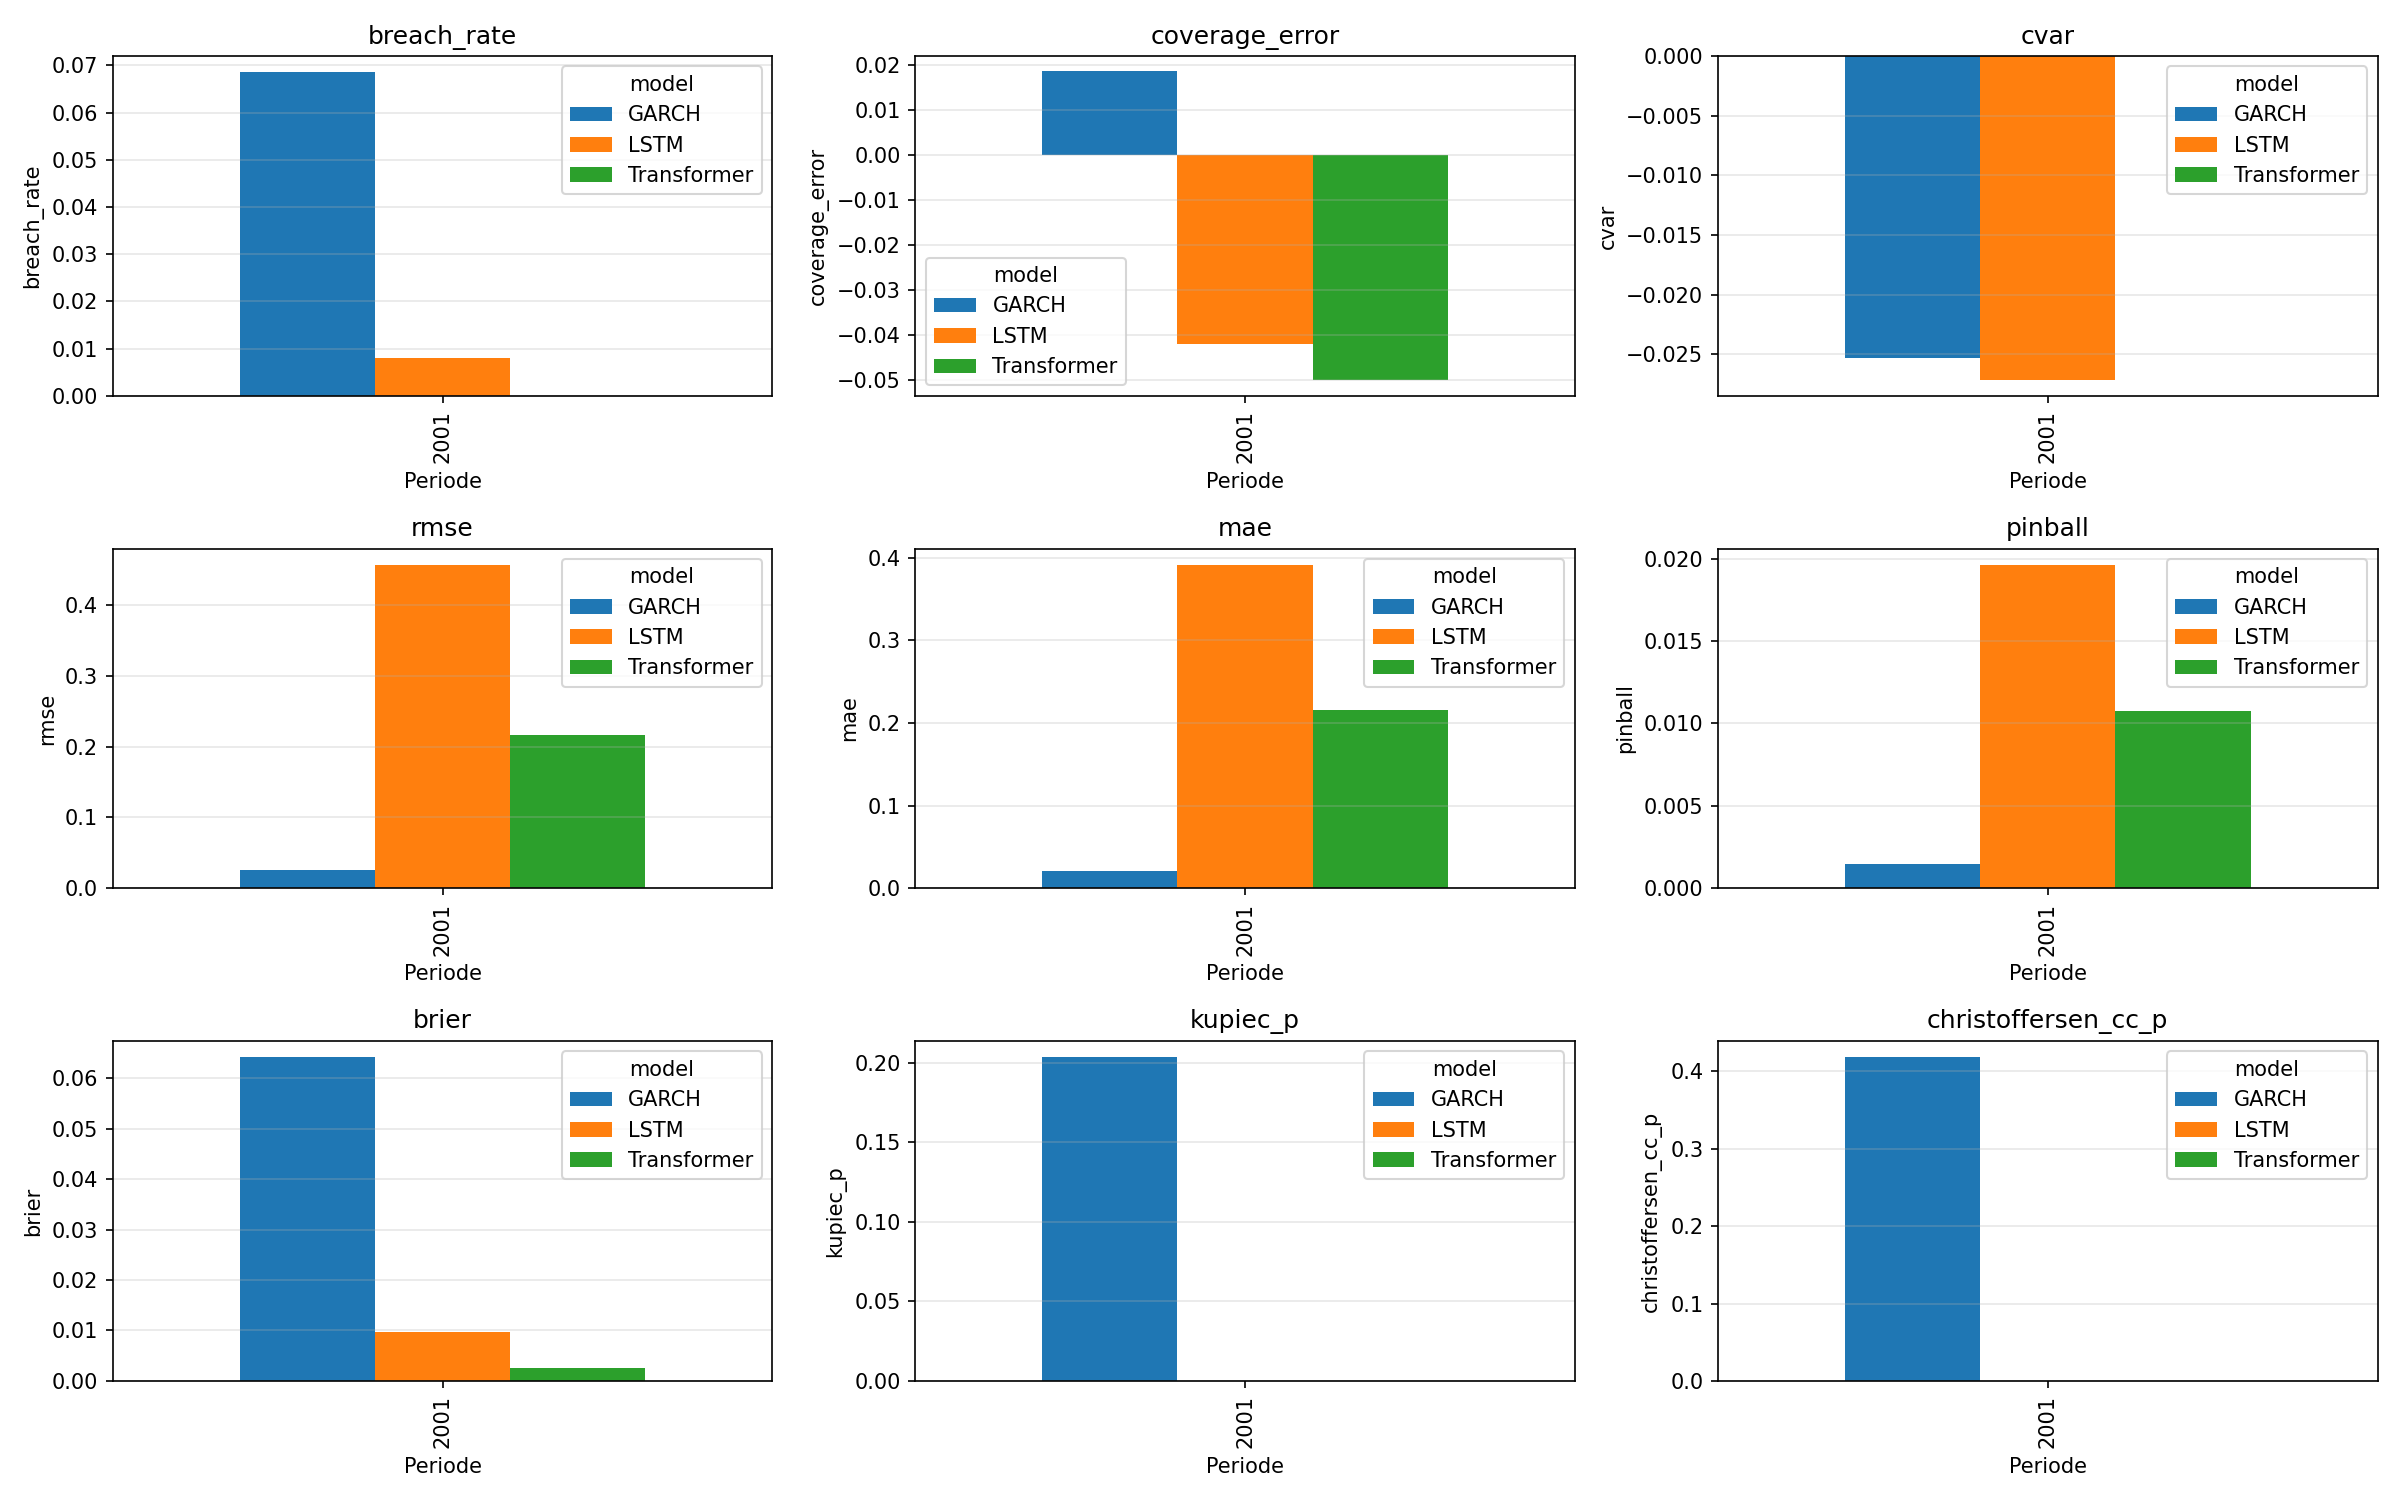 breach_rate
0.07
0.06
0.05
0.04
0.03
0.02
0.01
0.00
breach_rate
model
GARCH
LSTM
Transformer
2001
Periode
coverage_error
0.02
0.01
0.00
−0.01
−0.02
−0.03
−0.04
−0.05
coverage_error
model
GARCH
LSTM
Transformer
2001
Periode
cvar
0.000
−0.005
−0.010
−0.015
−0.020
−0.025
cvar
model
GARCH
LSTM
Transformer
2001
Periode
rmse
0.4
0.3
0.2
0.1
0.0
rmse
model
GARCH
LSTM
Transformer
2001
Periode
mae
0.4
0.3
0.2
0.1
0.0
mae
model
GARCH
LSTM
Transformer
2001
Periode
pinball
0.020
0.015
0.010
0.005
0.000
pinball
model
GARCH
LSTM
Transformer
2001
Periode
brier
0.06
0.05
0.04
0.03
0.02
0.01
0.00
brier
model
GARCH
LSTM
Transformer
2001
Periode
kupiec_p
0.20
0.15
0.10
0.05
0.00
kupiec_p
model
GARCH
LSTM
Transformer
2001
Periode
christoffersen_cc_p
0.4
0.3
0.2
0.1
0.0
christoffersen_cc_p
model
GARCH
LSTM
Transformer
2001
Periode